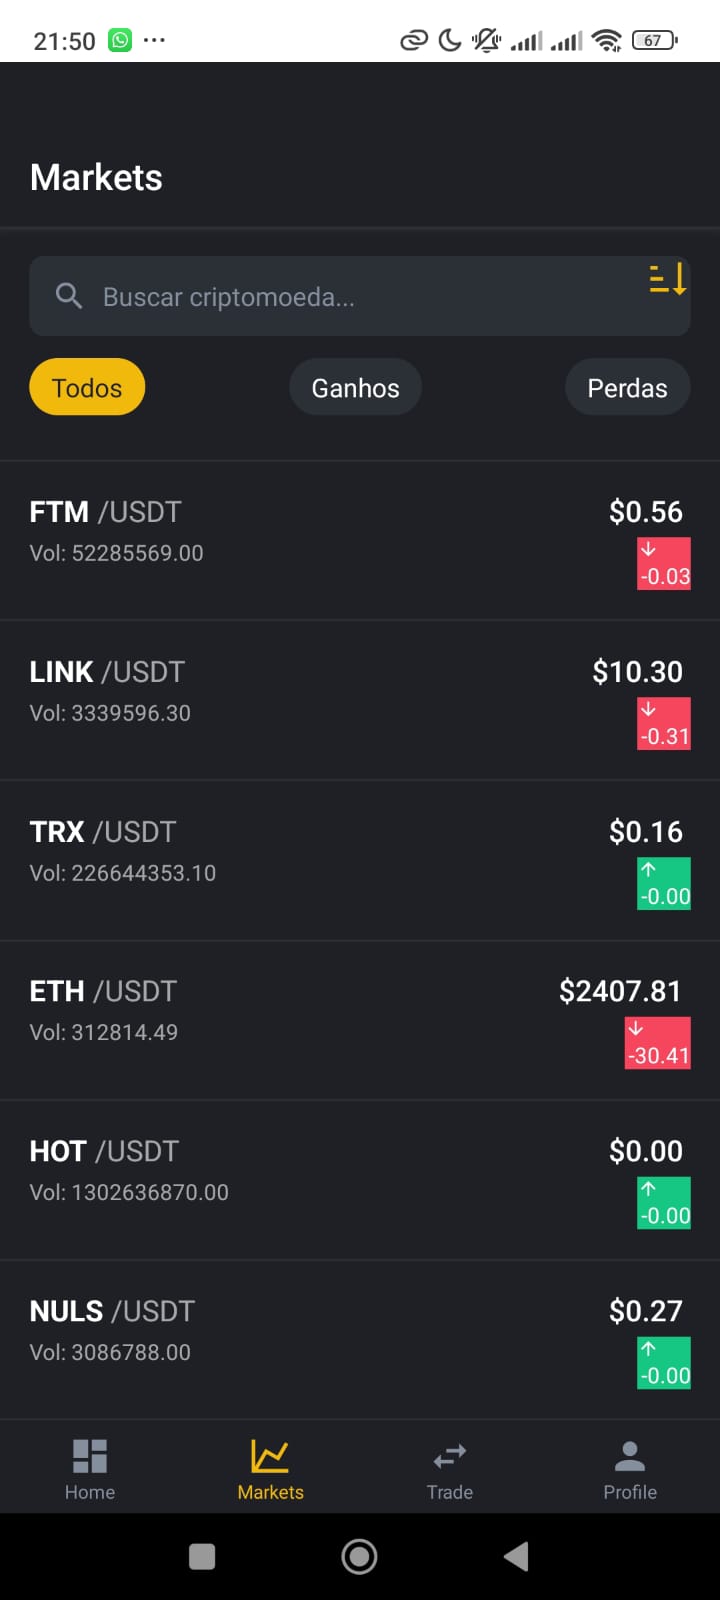 21:50
67
Markets
Buscar criptomoeda...
Todos Ganhos Perdas
FTM /USDT $0.56
Vol: 52285569.00
-0.03
LINK /USDT $10.30
Vol: 3339596.30
-0.31
TRX /USDT $0.16
Vol: 226644353.10
-0.00
ETH /USDT $2407.81
Vol: 312814.49
-30.41
HOT /USDT $0.00
Vol: 1302636870.00
-0.00
NULS /USDT $0.27
Vol: 3086788.00
-0.00
Home Markets Trade Profile